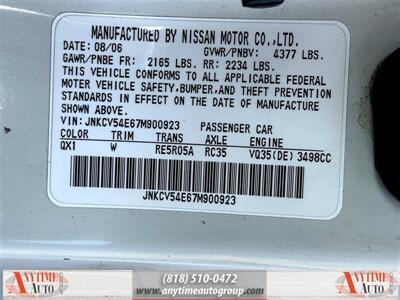 MANUFACTURED BY NISSAN MOTOR CO.,LTD.
DATE: 08/06 GVWR/PNBV: 4377 LBS.
GAWR/PNBE FR: 2165 LBS. RR: 2234 LBS.
THIS VEHICLE CONFORMS TO ALL APPLICABLE FEDERAL
MOTOR VEHICLE SAFETY, BUMPER, AND THEFT PREVENTION
STANDARDS IN EFFECT ON THE DATE OF MANUFACTURE
SHOWN ABOVE.
VIN: JNKCV54E67M900923 PASSENGER CAR
COLOR TRIM TRANS AXLE ENGINE
QX1 W RE5R05A RC35 VQ35(DE) 3498CC
JNKCV54E67M900923
ANYTIME AUTO
(818) 510-0472
www.anytimeautogroup.com
ANYTIME AUTO